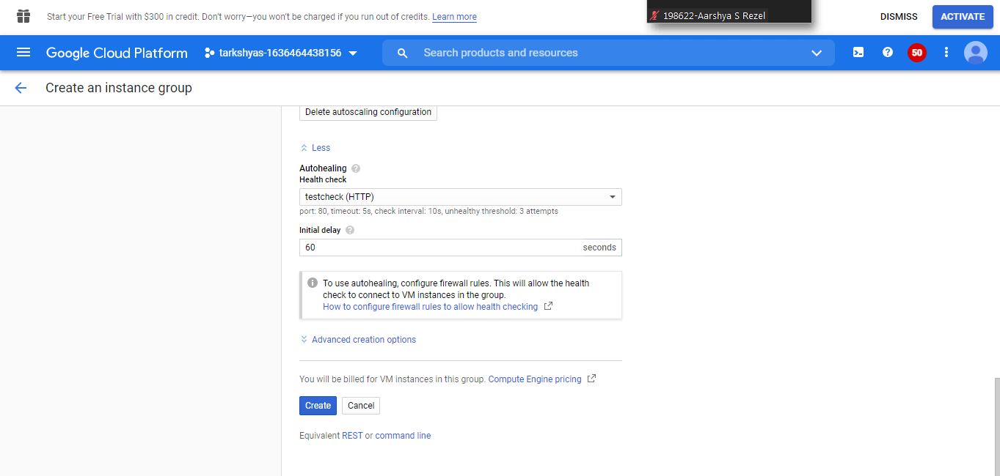 Start your Free Trial with $300 in credit. Don't worry—you won't be charged if you run out of credits. Learn more
198622-Aarshya S Rezel
DISMISS
ACTIVATE
Google Cloud Platform
tarkshyas-1636464438156
Search products and resources
50
Create an instance group
Delete autoscaling configuration
Less
Autohealing
Health check
testcheck (HTTP)
port: 80, timeout: 5s, check interval: 10s, unhealthy threshold: 3 attempts
Initial delay
60 seconds
To use autohealing, configure firewall rules. This will allow the health
check to connect to VM instances in the group.
How to configure firewall rules to allow health checking
Advanced creation options
You will be billed for VM instances in this group. Compute Engine pricing
Create
Cancel
Equivalent REST or command line